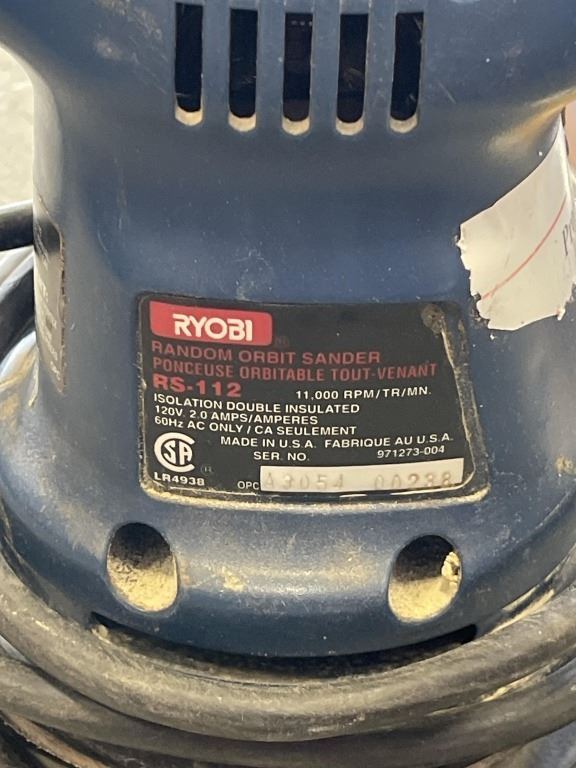 RYOBI
RANDOM ORBIT SANDER
PONCEUSE ORBITABLE TOUT-VENANT
RS-112 11,000 RPM/TR/MN.
ISOLATION DOUBLE INSULATED
120V. 2.0 AMPS/AMPERES
60Hz AC ONLY / CA SEULEMENT
MADE IN U.S.A. FABRIQUE AU U.S.A.
SER. NO. 971273-004
CSA ®
LR4938 OPC A3054 00238